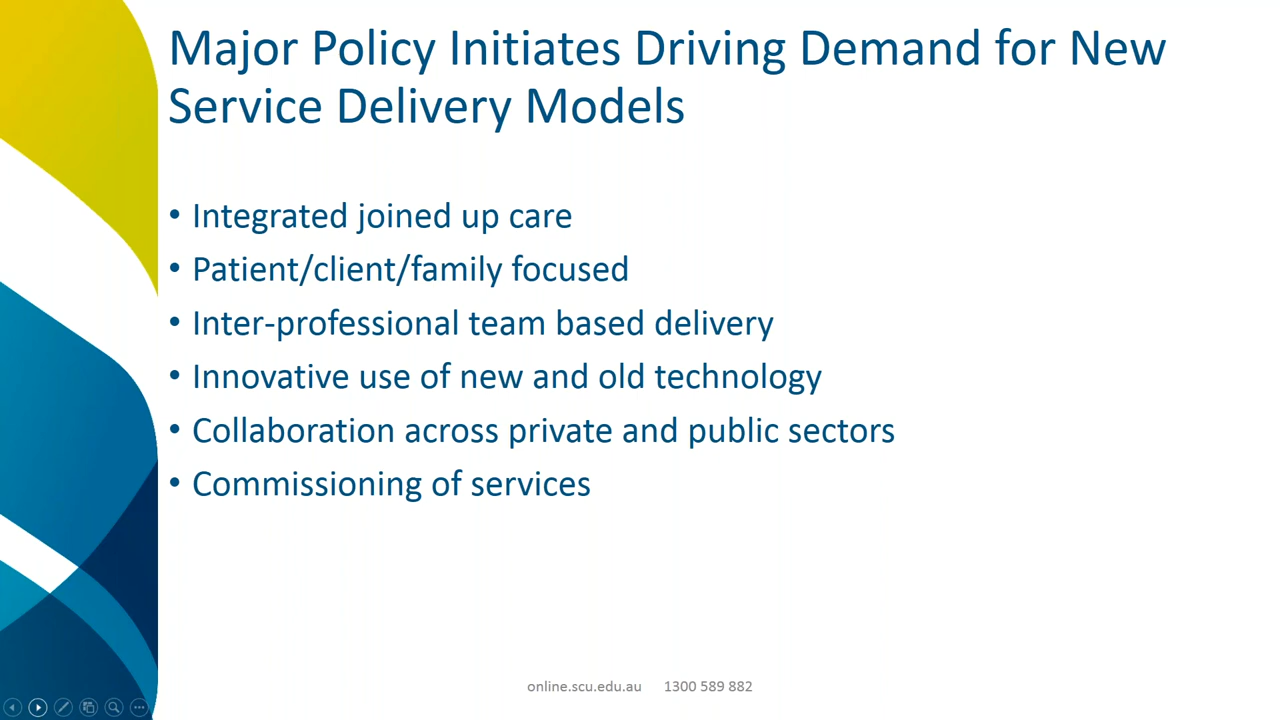 Major Policy Initiates Driving Demand for New
Service Delivery Models
• Integrated joined up care
• Patient/client/family focused
• Inter-professional team based delivery
• Innovative use of new and old technology
• Collaboration across private and public sectors
• Commissioning of services
online.scu.edu.au 1300 589 882